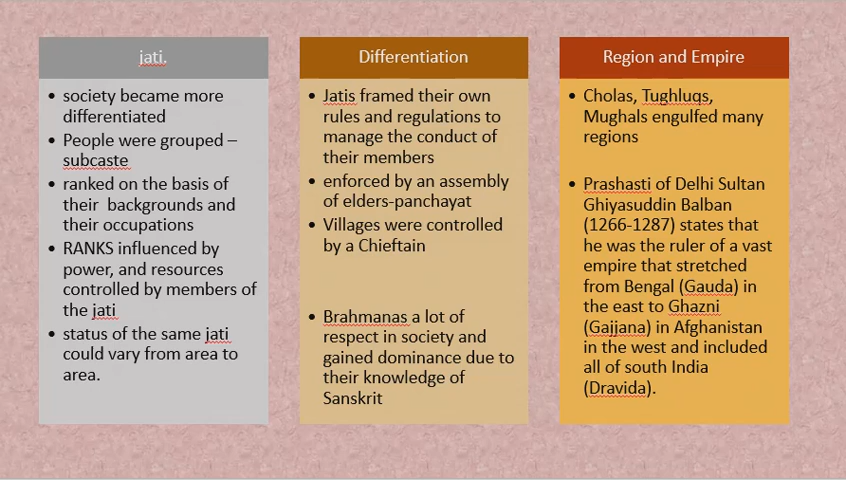 jati.
• society became more
differentiated
• People were grouped –
subcaste
• ranked on the basis of
their backgrounds and
their occupations
• RANKS influenced by
power, and resources
controlled by members of
the jati
• status of the same jati
could vary from area to
area.
Differentiation
• Jatis framed their own
rules and regulations to
manage the conduct of
their members
• enforced by an assembly
of elders-panchayat
• Villages were controlled
by a Chieftain
• Brahmanas a lot of
respect in society and
gained dominance due to
their knowledge of
Sanskrit
Region and Empire
• Cholas, Tughluqs,
Mughals engulfed many
regions
• Prashasti of Delhi Sultan
Ghiyasuddin Balban
(1266-1287) states that
he was the ruler of a vast
empire that stretched
from Bengal (Gauda) in
the east to Ghazni
(Gajjana) in Afghanistan
in the west and included
all of south India
(Dravida).